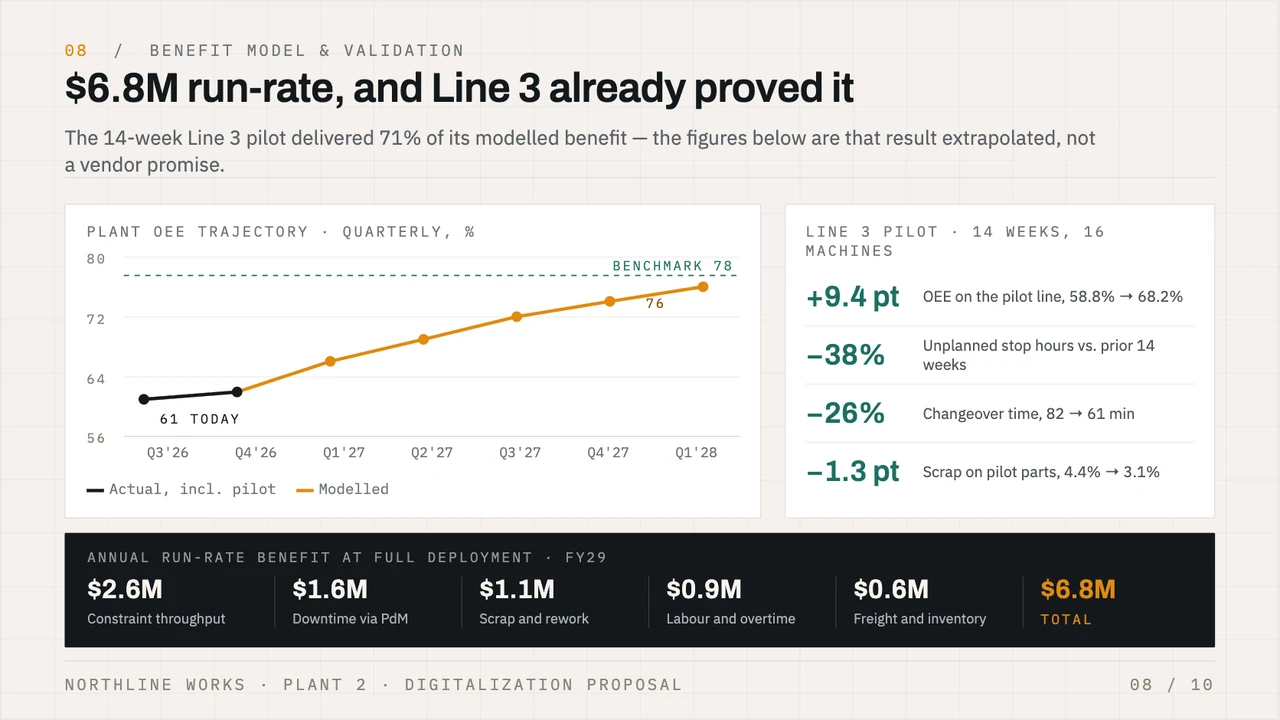 08 / BENEFIT MODEL & VALIDATION
$6.8M run-rate, and Line 3 already proved it
The 14-week Line 3 pilot delivered 71% of its modelled benefit — the figures below are that result extrapolated, not
a vendor promise.
PLANT OEE TRAJECTORY · QUARTERLY, %
80
BENCHMARK 78
76
72
64
61 TODAY
56
Q3'26 Q4'26 Q1'27 Q2'27 Q3'27 Q4'27 Q1'28
Actual, incl. pilot Modelled
LINE 3 PILOT · 14 WEEKS, 16
MACHINES
+9.4 pt OEE on the pilot line, 58.8% → 68.2%
−38% Unplanned stop hours vs. prior 14
weeks
−26% Changeover time, 82 → 61 min
−1.3 pt Scrap on pilot parts, 4.4% → 3.1%
ANNUAL RUN-RATE BENEFIT AT FULL DEPLOYMENT · FY29
$2.6M $1.6M $1.1M $0.9M $0.6M $6.8M
Constraint throughput Downtime via PdM Scrap and rework Labour and overtime Freight and inventory TOTAL
NORTHLINE WORKS · PLANT 2 · DIGITALIZATION PROPOSAL 08 / 10